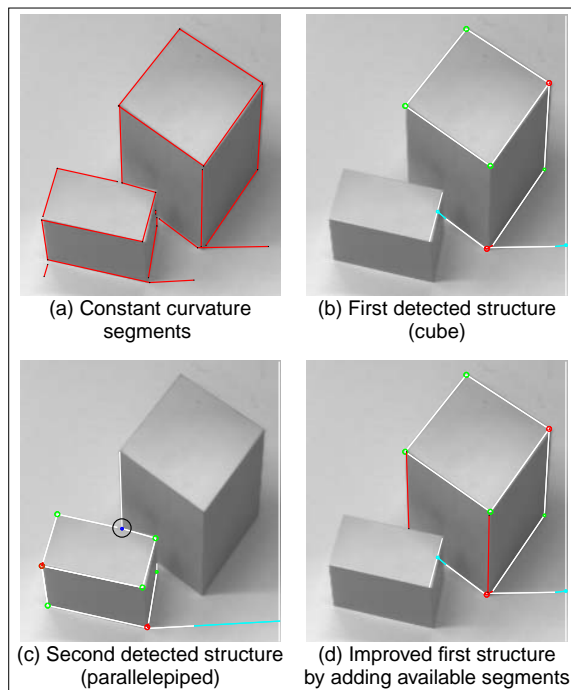 (a) Constant curvature
segments
(b) First detected structure
(cube)
(c) Second detected structure
(parallelepiped)
(d) Improved first structure
by adding available segments